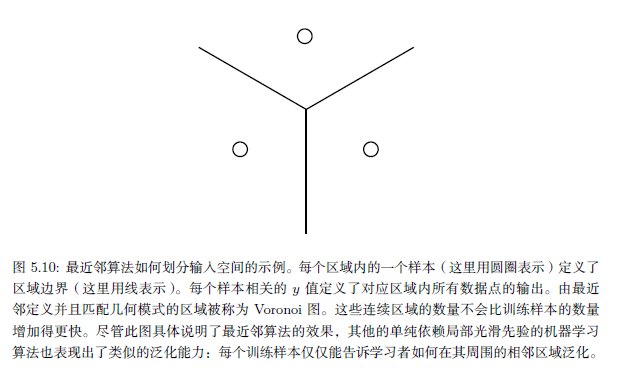 图 5.10: 最近邻算法如何划分输入空间的示例。每个区域内的一个样本（这里用圆圈表示）定义了
区域边界（这里用线表示）。每个样本相关的 y 值定义了对应区域内所有数据点的输出。由最近
邻定义并且匹配几何模式的区域被称为 Voronoi 图。这些连续区域的数量不会比训练样本的数量
增加得更快。尽管此图具体说明了最近邻算法的效果，其他的单纯依赖局部光滑先验的机器学习
算法也表现出了类似的泛化能力：每个训练样本仅仅能告诉学习者如何在其周围的相邻区域泛化。